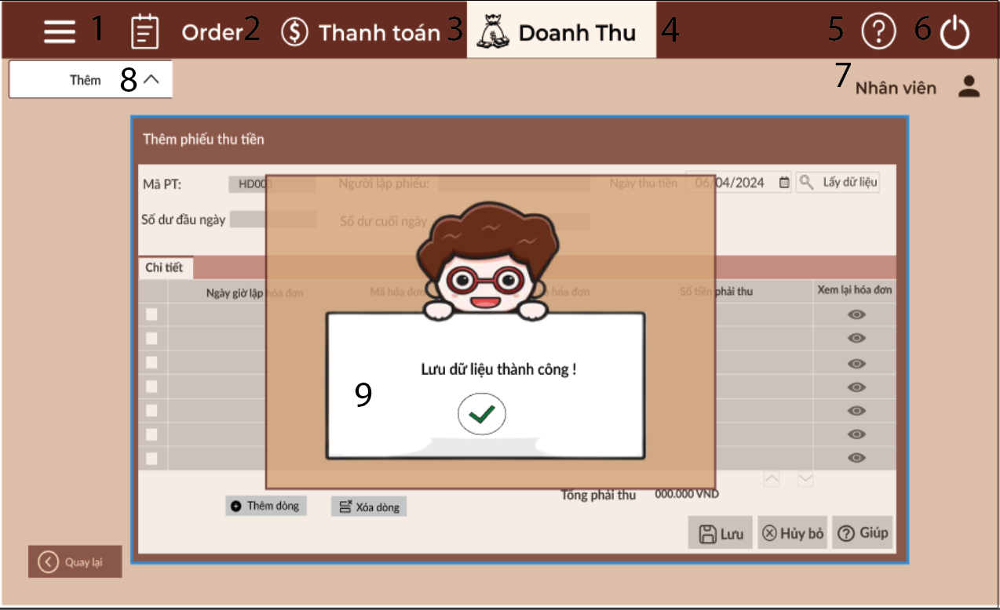 1 Order 2 Thanh toán 3 Doanh Thu 4 5 6
Thêm 8
7 Nhân viên
Thêm phiếu thu tiền
Mã PT: HD003 Người lập phiếu: Ngày thu tiền 06/04/2024 Lấy dữ liệu
Số dư đầu ngày Số dư cuối ngày
Chi tiết
Ngày giờ lập hóa đơn Mã hóa đơn hóa đơn Số tiền phải thu Xem lại hóa đơn
Lưu dữ liệu thành công !
9
Tổng phải thu 000.000 VND
Thêm dòng Xóa dòng
Lưu Hủy bỏ Giúp
Quay lại